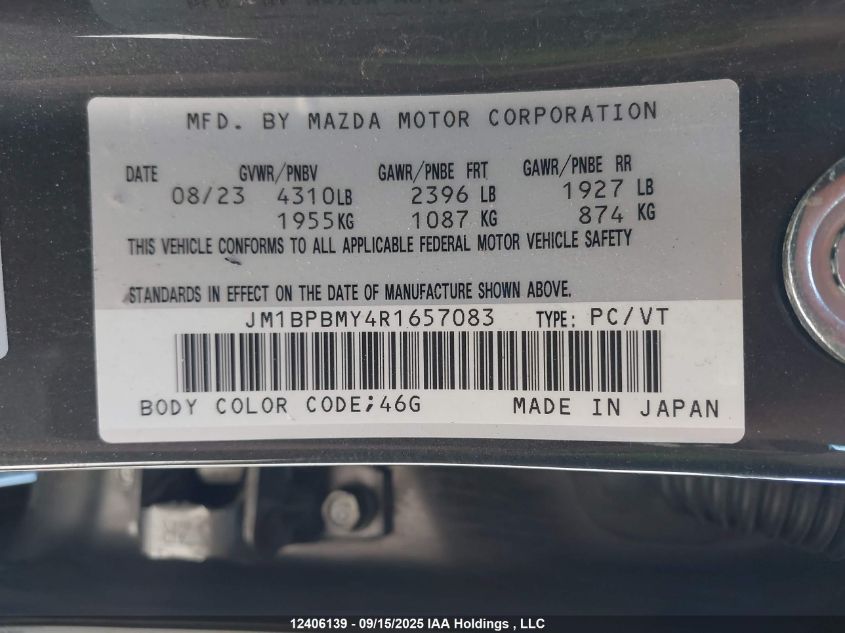 MFD. BY MAZDA MOTOR CORPORATION
DATE GVWR/PNBV GAWR/PNBE FRT GAWR/PNBE RR
08/23 4310LB 2396 LB 1927 LB
1955KG 1087 KG 874 KG
THIS VEHICLE CONFORMS TO ALL APPLICABLE FEDERAL MOTOR VEHICLE SAFETY
STANDARDS IN EFFECT ON THE DATE OF MANUFACTURE SHOWN ABOVE.
JM1BPBMY4R1657083 TYPE: PC/VT
BODY COLOR CODE;46G MADE IN JAPAN
12406139 - 09/15/2025 IAA Holdings , LLC